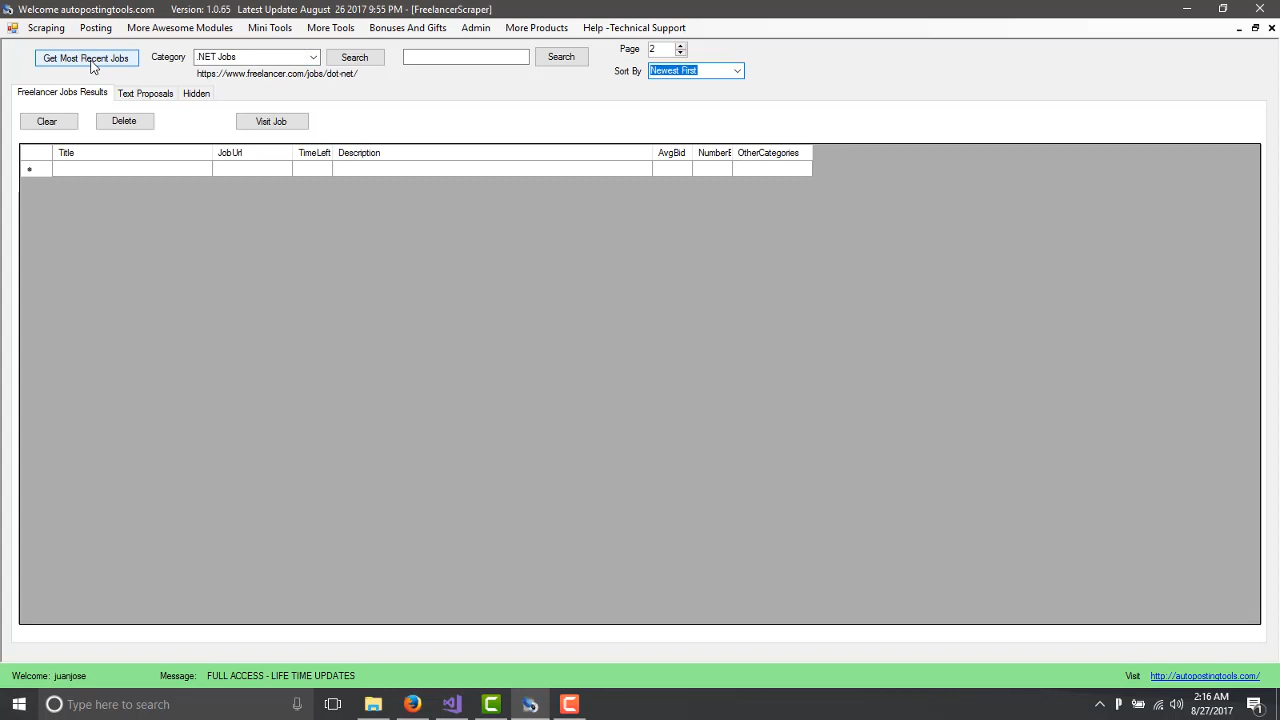 Welcome autopostingtools.com Version: 1.0.65 Latest Update: August 26 2017 9:55 PM - [FreelancerScraper]
Scraping Posting More Awesome Modules Mini Tools More Tools Bonuses And Gifts Admin More Products Help -Technical Support
Get Most Recent Jobs Category .NET Jobs Search Search Page 2
https://www.freelancer.com/jobs/dot-net/ Sort By Newest First
Freelancer Jobs Results Text Proposals Hidden
Clear Delete Visit Job
Title JobUrl TimeLeft Description AvgBid NumberE OtherCategories
*
Welcome: juanjose Message: FULL ACCESS - LIFE TIME UPDATES Visit http://autopostingtools.com/
Type here to search 2:16 AM
8/27/2017